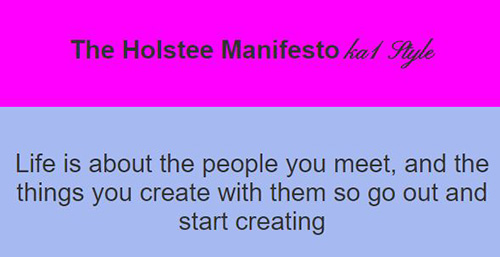 The Holstee Manifesto ka1 Style
Life is about the people you meet, and the
things you create with them so go out and
start creating